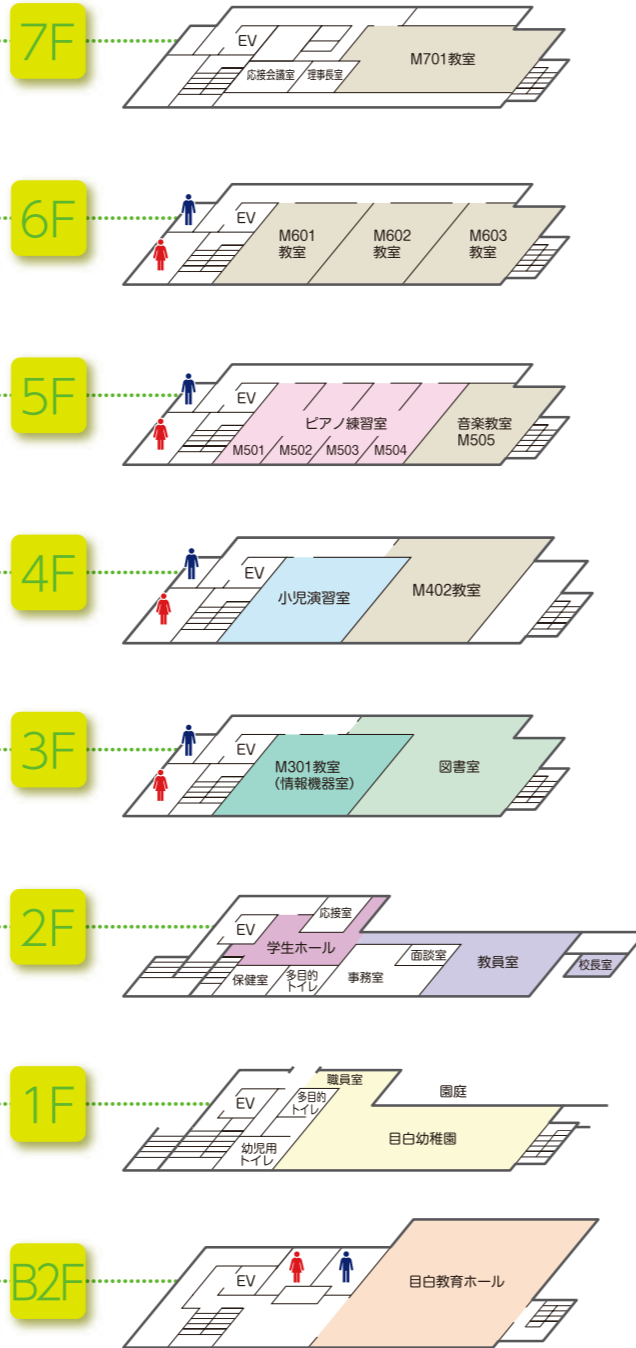 7F
EV
応接会議室
理事長室
M701教室
6F
EV
M601
教室
M602
教室
M603
教室
5F
EV
ピアノ練習室
M501
M502
M503
M504
音楽教室
M505
4F
EV
小児演習室
M402教室
3F
EV
M301教室
（情報機器室）
図書室
2F
EV
応接室
学生ホール
保健室
多目的
トイレ
事務室
面談室
教員室
校長室
1F
EV
多目的
トイレ
職員室
園庭
幼児用
トイレ
目白幼稚園
B2F
EV
目白教育ホール